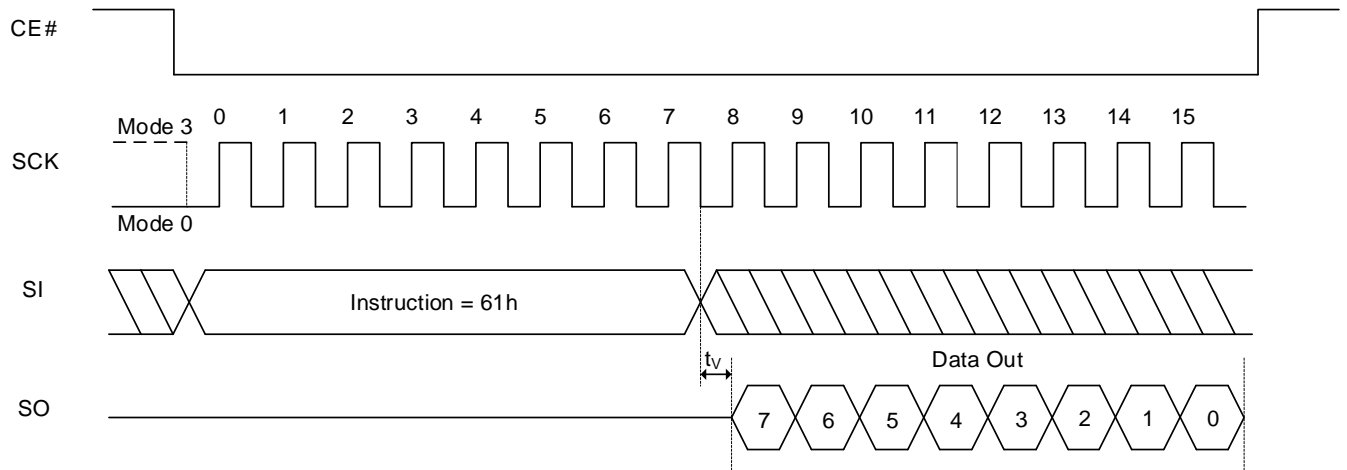 CE#
0 1 2 3 4 5 6 7 8 9 10 11 12 13 14 15
Mode 3
SCK
Mode 0
SI
Instruction = 61h
tV
Data Out
SO
7 6 5 4 3 2 1 0